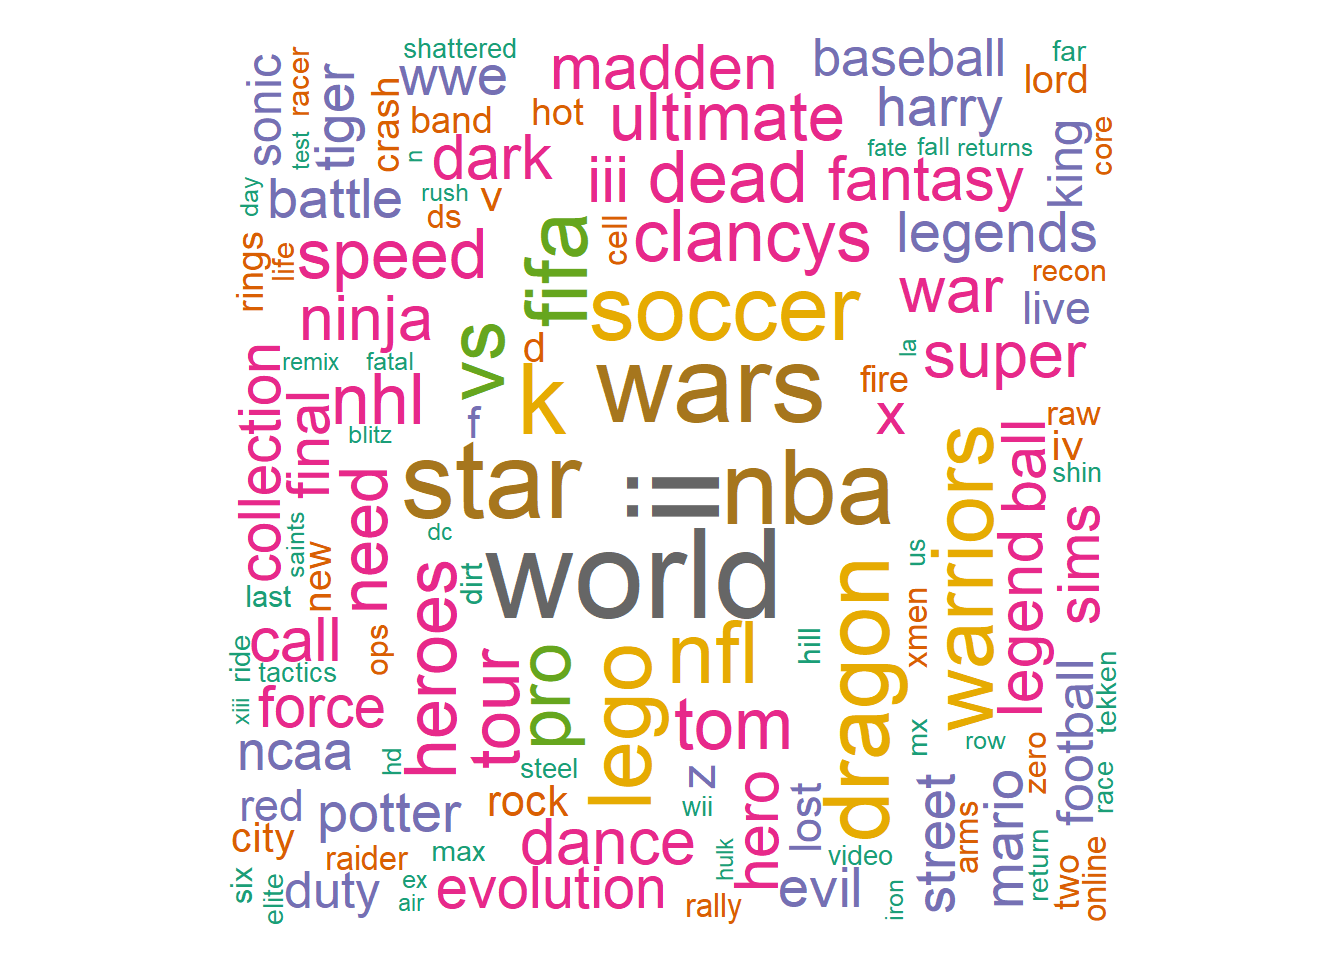 shattered
sonic
racer
tiger
crash
wwe
madden
baseball
far
lord
band
hot
ultimate
harry
core
test
n
dark
iii
dead
fantasy
fate
fall
returns
king
day
battle
rush
v
ds
rings
life
speed
fifa
cell
clancys
legends
recon
war
live
ninja
vs
d
soccer
la
super
remix
fatal
collection
final
nhl
k
wars
fire
x
raw
f
blitz
iv
shin
need
star
:=
nba
warriors
legend
ball
sims
saints
new
dc
last
heroes
dirt
world
dragon
us
xmen
call
ops
ride
tactics
tour
pro
lego
nfl
hill
football
tekken
xiii
force
tom
mx
row
zero
race
ncaa
hd
steel
z
wii
hero
lost
red
potter
rock
street
arms
mario
city
raider
max
dance
hulk
video
return
two
online
six
elite
duty
ex
air
evolution
rally
evil
iron